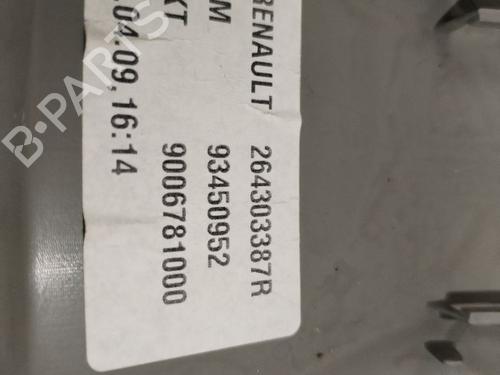 RENAULT 264303387R
M 93450952
KT 9006781000
.04.09, 16:14
B-PARTS